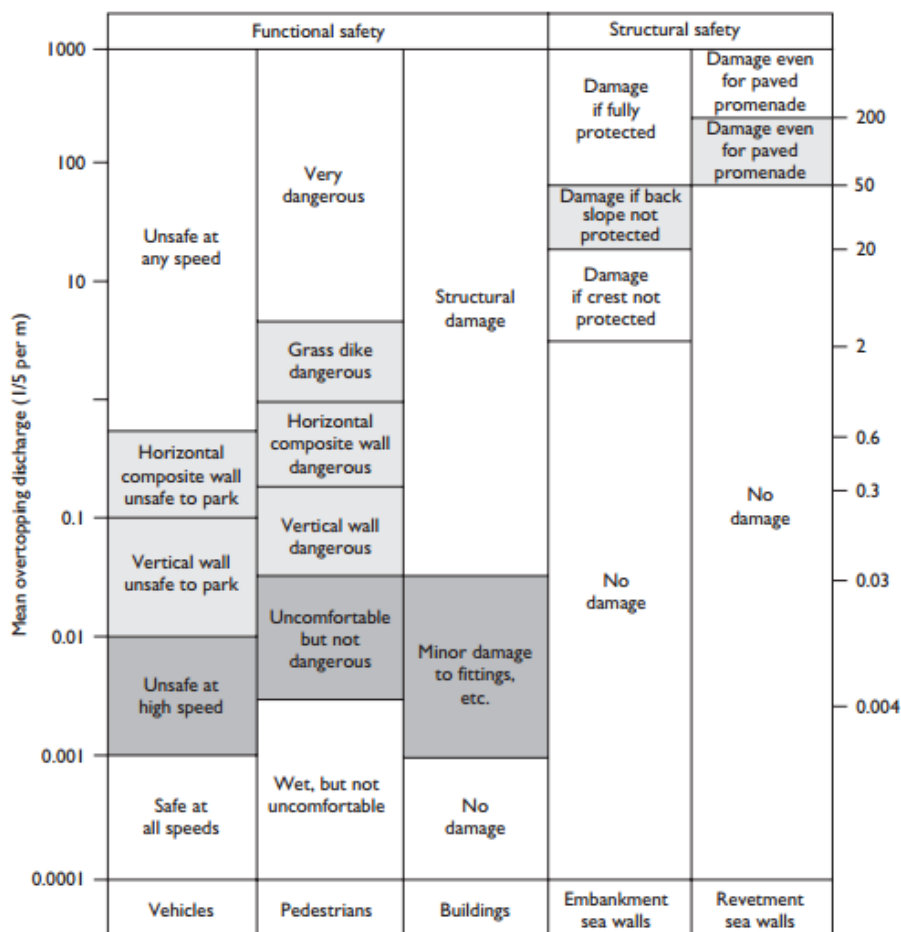 Functional safety
Structural safety
Mean overtopping discharge (1/5 per m)
1000
100
10
0.1
0.01
0.001
0.0001
Unsafe at
any speed
Horizontal
composite wall
unsafe to park
Vertical wall
unsafe to park
Unsafe at
high speed
Safe at
all speeds
Vehicles
Very
dangerous
Grass dike
dangerous
Horizontal
composite wall
dangerous
Vertical wall
dangerous
Uncomfortable
but not
dangerous
Wet, but not
uncomfortable
Pedestrians
Structural
damage
Minor damage
to fittings,
etc.
No
damage
Buildings
Damage
if fully
protected
Damage if back
slope not
protected
Damage
if crest not
protected
No
damage
Embankment
sea walls
Damage even
for paved
promenade
Damage even
for paved
promenade
No
damage
Revetment
sea walls
200
50
20
2
0.6
0.3
0.03
0.004